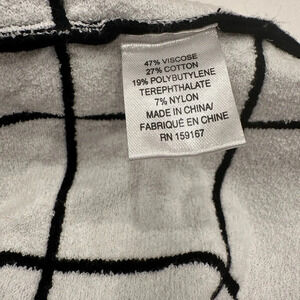 47% VISCOSE
27% COTTON
19% POLYBUTYLENE
TEREPHTHALATE
7% NYLON
MADE IN CHINA/
FABRIQUÉ EN CHINE
RN 159167